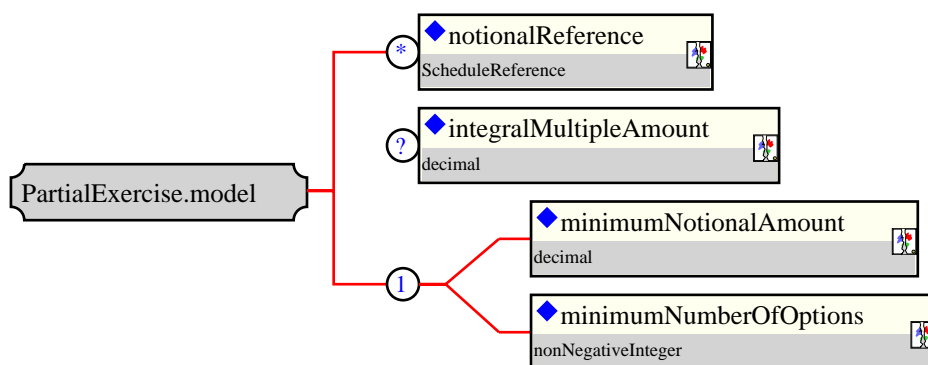 *
notionalReference
ScheduleReference
?
integralMultipleAmount
decimal
PartialExercise.model
1
minimumNotionalAmount
decimal
minimumNumberOfOptions
nonNegativeInteger